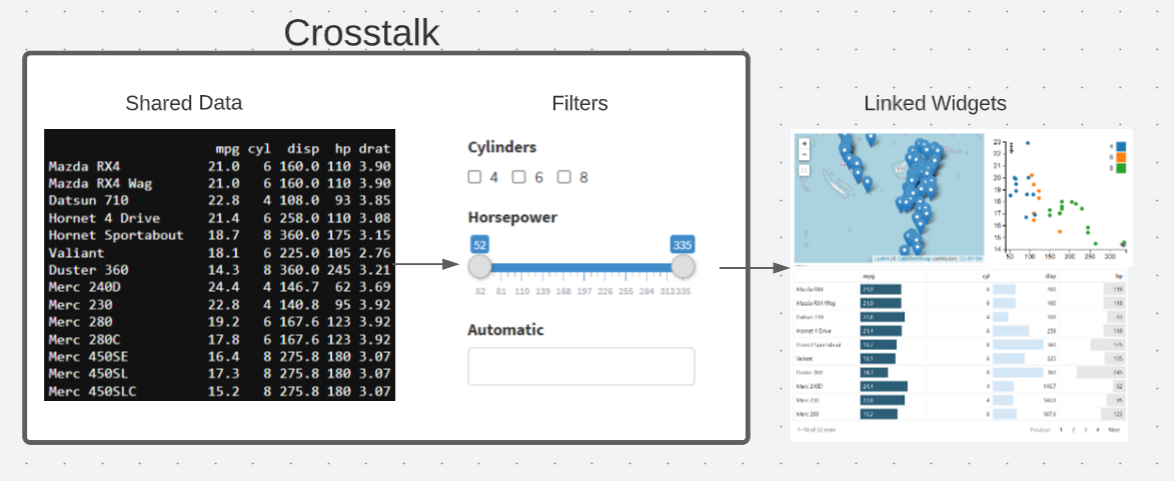 Crosstalk
Shared Data
Filters
Linked Widgets
mpg cyl disp hp drat
Mazda RX4 21.0 6 160.0 110 3.90
Mazda RX4 Wag 21.0 6 160.0 110 3.90
Datsun 710 22.8 4 108.0 93 3.85
Hornet 4 Drive 21.4 6 258.0 110 3.08
Hornet Sportabout 18.7 8 360.0 175 3.15
Valiant 18.1 6 225.0 105 2.76
Duster 360 14.3 8 360.0 245 3.21
Merc 240D 24.4 4 146.7 62 3.69
Merc 230 22.8 4 140.8 95 3.92
Merc 280 19.2 6 167.6 123 3.92
Merc 280C 17.8 6 167.6 123 3.92
Merc 450SE 16.4 8 275.8 180 3.07
Merc 450SL 17.3 8 275.8 180 3.07
Merc 450SLC 15.2 8 275.8 180 3.07
Cylinders
4 6 8
Horsepower
52 335
52 81 110 139 168 197 226 255 284 313 335
Automatic
+
-
23
22
21
20
19
18
17
16
15
14
50 100 150 200 250 300
4
6
8
mpg cyl disp hp
Mazda RX4 21.0 6 160 110
Mazda RX4 Wag 21.0 6 160 110
Datsun 710 22.8 4 108 93
Hornet 4 Drive 21.4 6 258 110
Hornet Sportabout 18.7 8 360 175
Valiant 18.1 6 225 105
Duster 360 14.3 8 360 245
Merc 240D 24.4 4 146.7 62
Merc 230 22.8 4 140.8 95
Merc 280 19.2 6 167.6 123
1-10 of 32 rows
Previous 1 2 3 4 Next